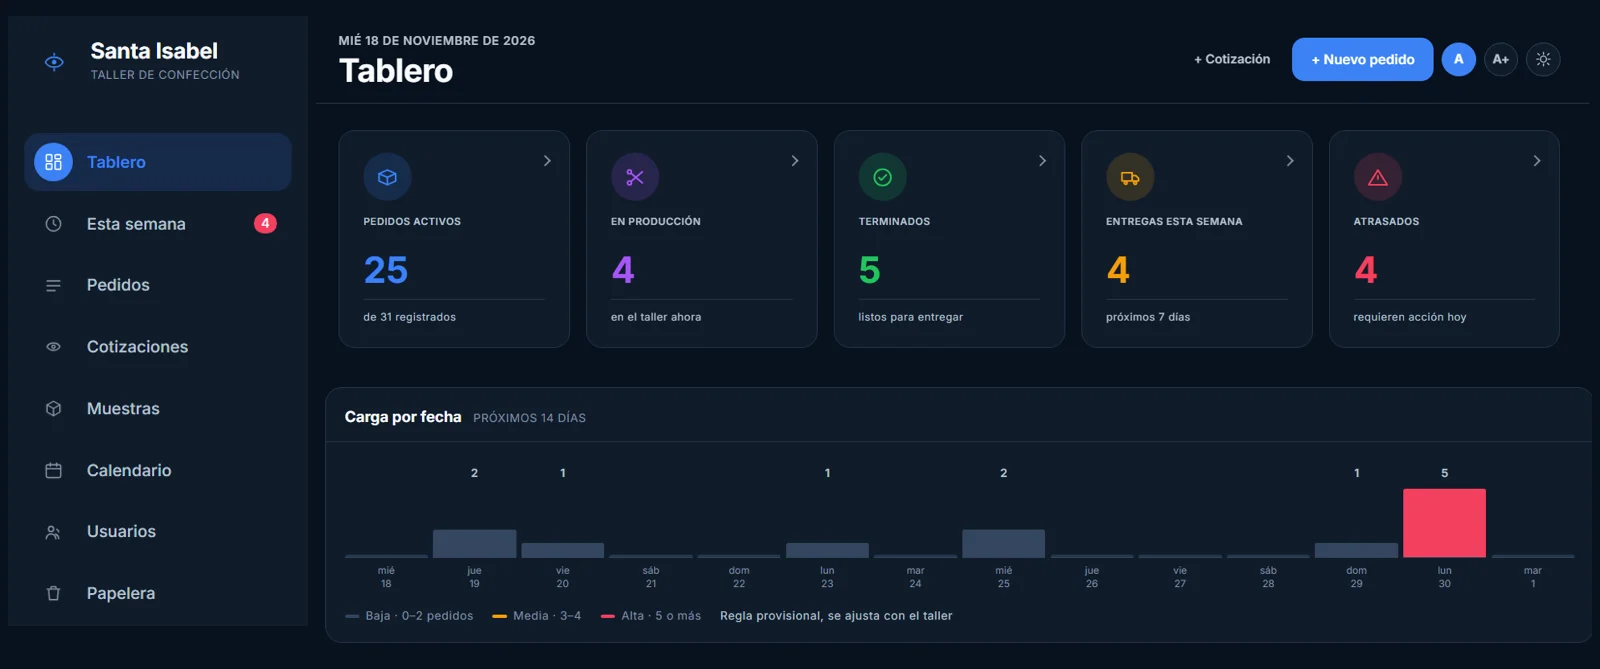 Santa Isabel
TALLER DE CONFECCIÓN
Tablero
Esta semana 4
Pedidos
Cotizaciones
Muestras
Calendario
Usuarios
Papelera
MIÉ 18 DE NOVIEMBRE DE 2026
Tablero
+ Cotización
+ Nuevo pedido
A
A+
PEDIDOS ACTIVOS
25
de 31 registrados
EN PRODUCCIÓN
4
en el taller ahora
TERMINADOS
5
listos para entregar
ENTREGAS ESTA SEMANA
4
próximos 7 días
ATRASADOS
4
requieren acción hoy
Carga por fecha PRÓXIMOS 14 DÍAS
2 1 1 2 1 5
mié jue vie sáb dom lun mar mié jue vie sáb dom lun mar
18 19 20 21 22 23 24 25 26 27 28 29 30 1
Baja · 0–2 pedidos Media · 3–4 Alta · 5 o más Regla provisional, se ajusta con el taller